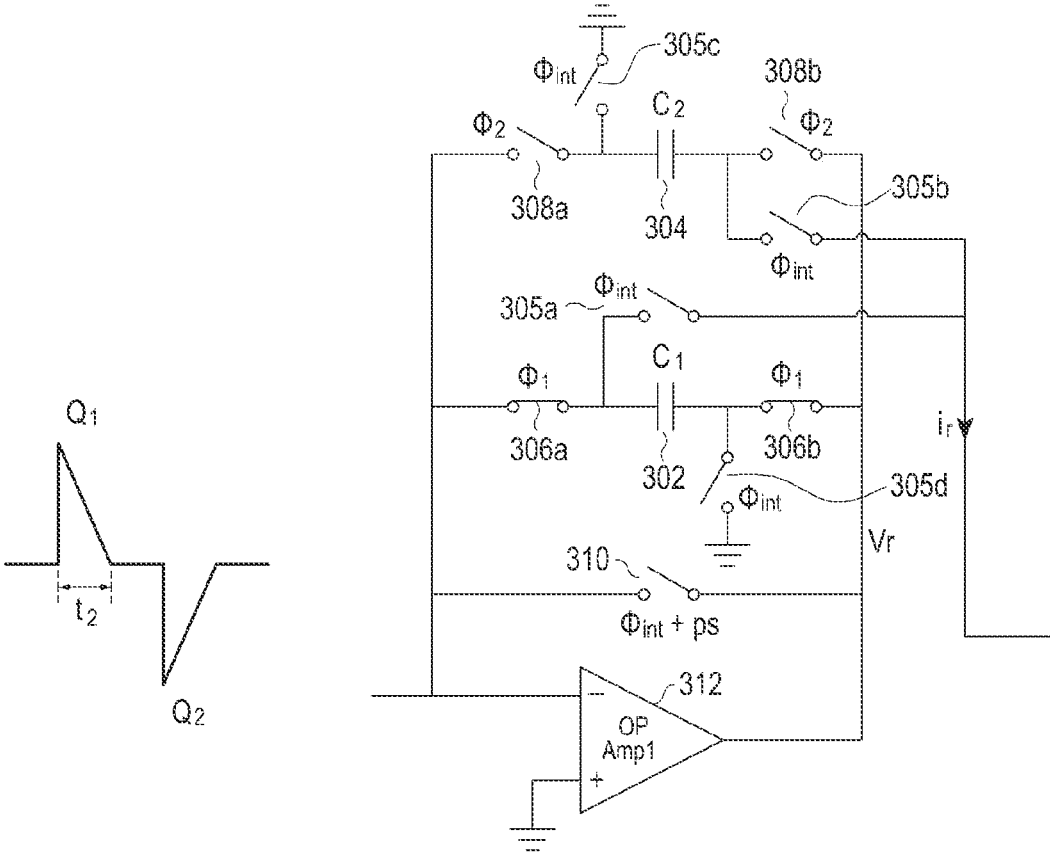 305c
Φint
308b
C2
Φ2
Φ2
308a
304
305b
Φint
Φint
305a
C1
Φ1
Φ1
Q1
306a
306b
302
ir
305d
Φint
Vr
310
t2
Φint + ps
312
Q2
−
OP
Amp1
+